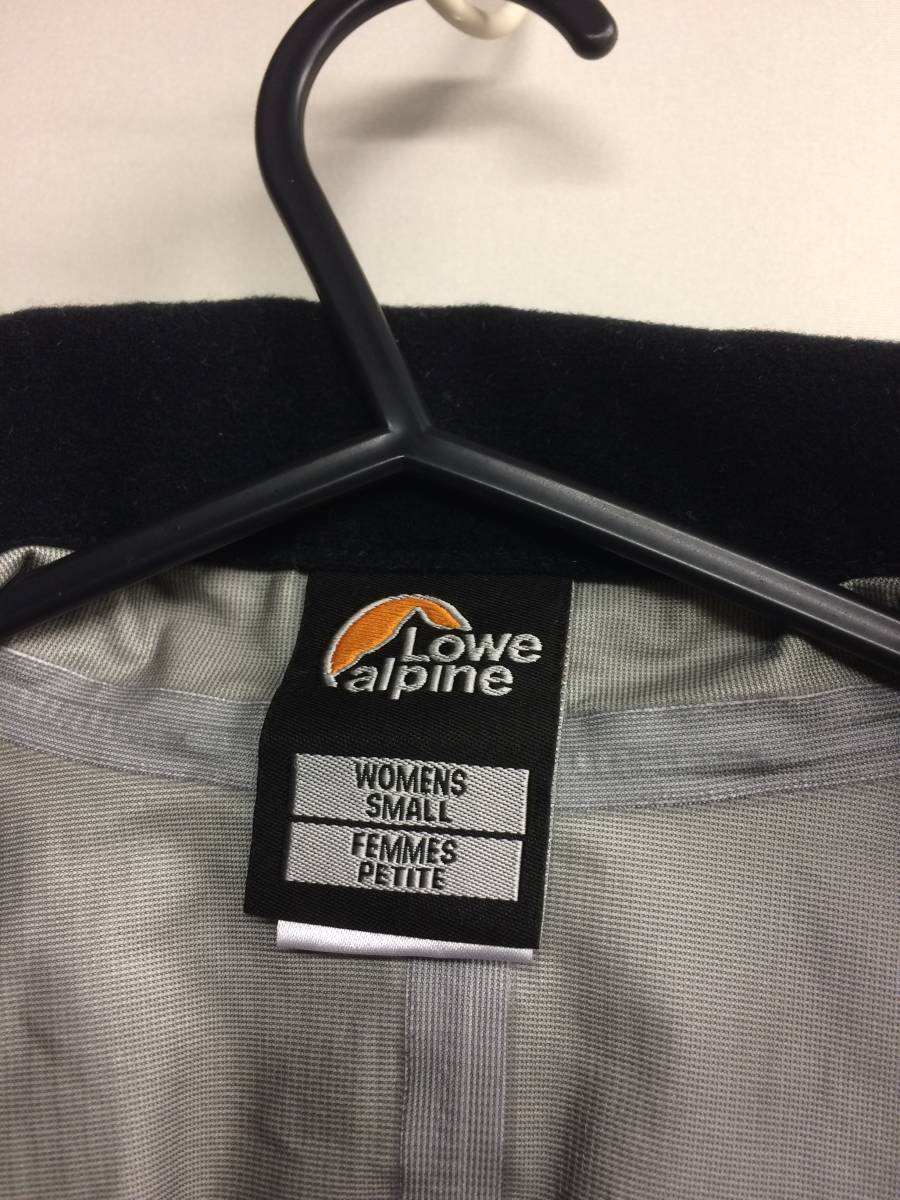 Lowe
alpine
WOMENS
SMALL
FEMMES
PETITE